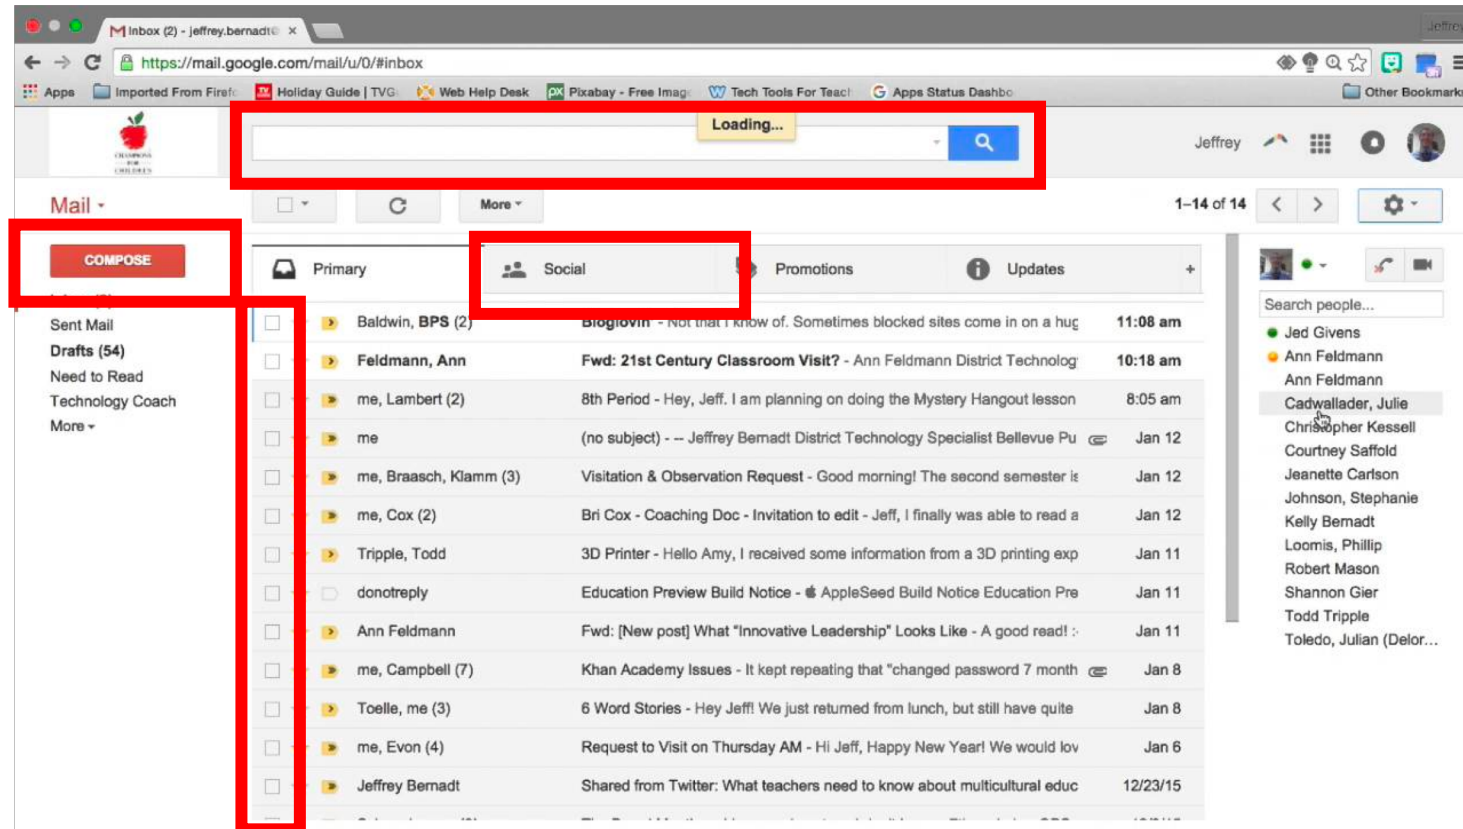 Inbox (2) - jeffrey.bernadt@ ×
Jeffrey
https://mail.google.com/mail/u/0/#inbox
Apps Imported From Firefo Holiday Guide | TVG Web Help Desk Pixabay - Free Imag Tech Tools For Teach Apps Status Dashbo Other Bookmark
Loading...
CHAMPIONS
FOR
CHILDREN
Jeffrey
Mail
More
1–14 of 14
COMPOSE
Primary Social Promotions Updates +
Search people...
Sent Mail
Drafts (54)
Need to Read
Technology Coach
More
Baldwin, BPS (2) Bloglovin' - Not that I know of. Sometimes blocked sites come in on a hug 11:08 am
Feldmann, Ann Fwd: 21st Century Classroom Visit? - Ann Feldmann District Technolog 10:18 am
me, Lambert (2) 8th Period - Hey, Jeff. I am planning on doing the Mystery Hangout lesson 8:05 am
me (no subject) - -- Jeffrey Bernadt District Technology Specialist Bellevue Pu Jan 12
me, Braasch, Klamm (3) Visitation & Observation Request - Good morning! The second semester is Jan 12
me, Cox (2) Bri Cox - Coaching Doc - Invitation to edit - Jeff, I finally was able to read a Jan 12
Tripple, Todd 3D Printer - Hello Amy, I received some information from a 3D printing exp Jan 11
donotreply Education Preview Build Notice - AppleSeed Build Notice Education Pre Jan 11
Ann Feldmann Fwd: [New post] What "Innovative Leadership" Looks Like - A good read! :- Jan 11
me, Campbell (7) Khan Academy Issues - It kept repeating that "changed password 7 month Jan 8
Toelle, me (3) 6 Word Stories - Hey Jeff! We just returned from lunch, but still have quite Jan 8
me, Evon (4) Request to Visit on Thursday AM - Hi Jeff, Happy New Year! We would lov Jan 6
Jeffrey Bernadt Shared from Twitter: What teachers need to know about multicultural educ 12/23/15
Jed Givens
Ann Feldmann
Ann Feldmann
Cadwallader, Julie
Christopher Kessell
Courtney Saffold
Jeanette Carlson
Johnson, Stephanie
Kelly Bernadt
Loomis, Phillip
Robert Mason
Shannon Gier
Todd Tripple
Toledo, Julian (Delor...